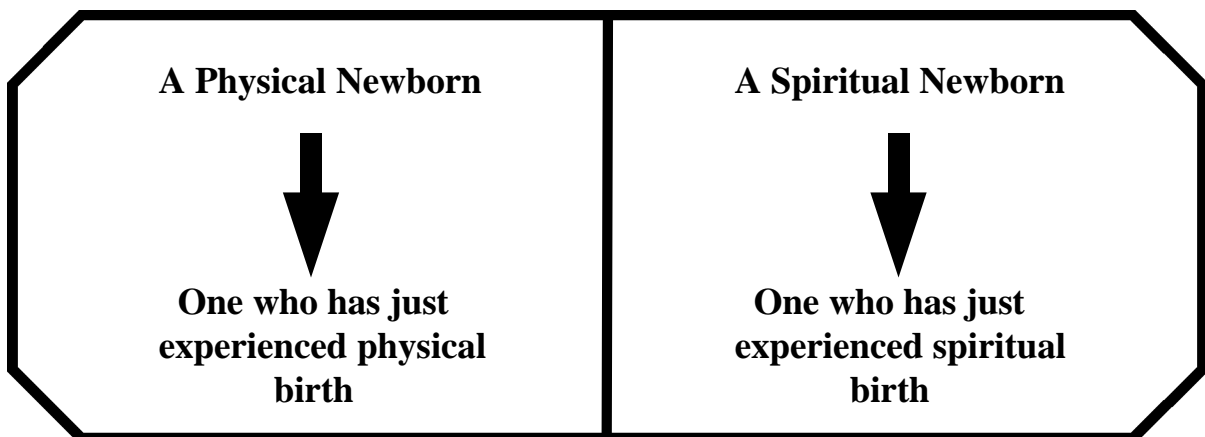 A Physical Newborn
One who has just
experienced physical
birth
A Spiritual Newborn
One who has just
experienced spiritual
birth